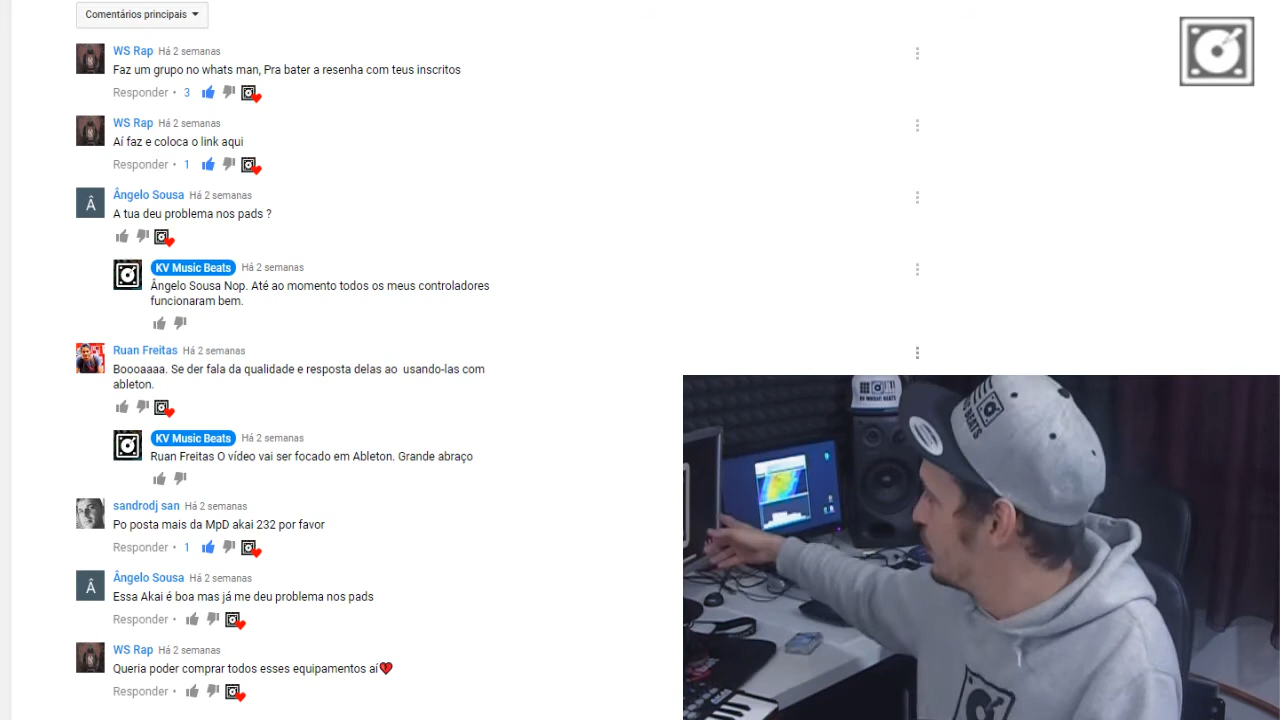 Comentários principais
WS Rap Há 2 semanas
Faz um grupo no whats man, Pra bater a resenha com teus inscritos
Responder • 3
WS Rap Há 2 semanas
Aí faz e coloca o link aqui
Responder • 1
Ângelo Sousa Há 2 semanas
Â
A tua deu problema nos pads ?
KV Music Beats Há 2 semanas
Ângelo Sousa Nop. Até ao momento todos os meus controladores
funcionaram bem.
Ruan Freitas Há 2 semanas
Boooaaaa. Se der fala da qualidade e resposta delas ao usando-las com
ableton.
KV Music Beats Há 2 semanas
Ruan Freitas O vídeo vai ser focado em Ableton. Grande abraço
sandrodj san Há 2 semanas
Po posta mais da MpD akai 232 por favor
Responder • 1
Ângelo Sousa Há 2 semanas
Â
Essa Akai é boa mas já me deu problema nos pads
Responder •
WS Rap Há 2 semanas
Queria poder comprar todos esses equipamentos aí💔
Responder •
KV MUSIC BEATS
BEATS